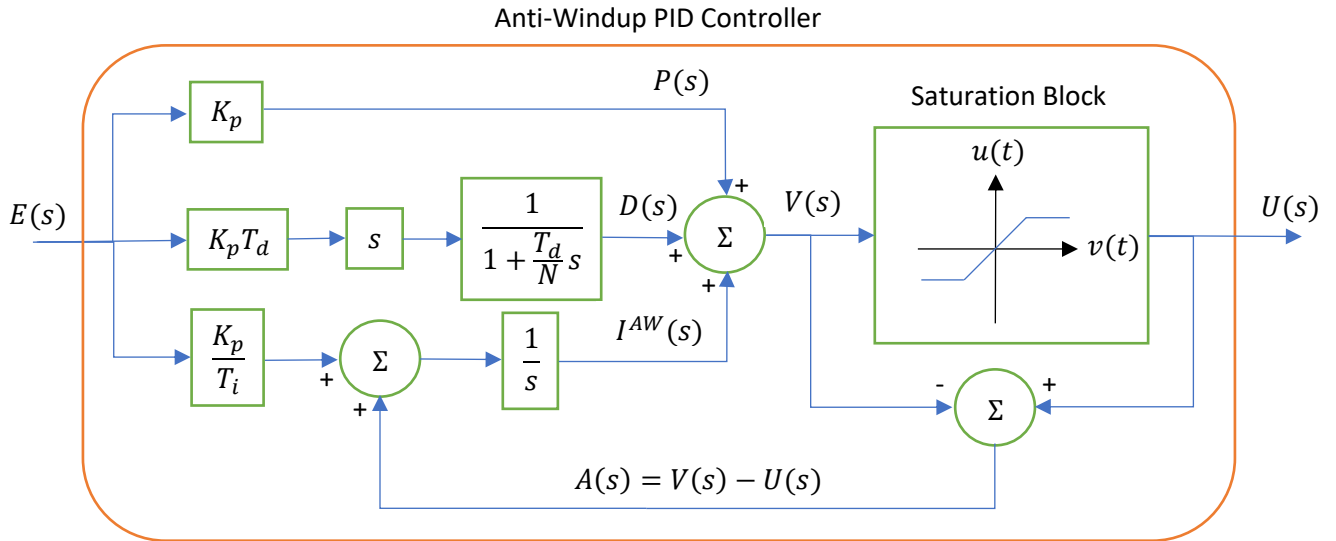 Anti-Windup PID Controller
P(s)
K_p
Saturation Block
u(t)
v(t)
E(s)
K_pT_d
s
1
1 + T_d/N s
D(s)
+
+
+
Σ
V(s)
U(s)
K_p/T_i
+
+
Σ
1/s
I^{AW}(s)
-
+
Σ
A(s) = V(s) − U(s)